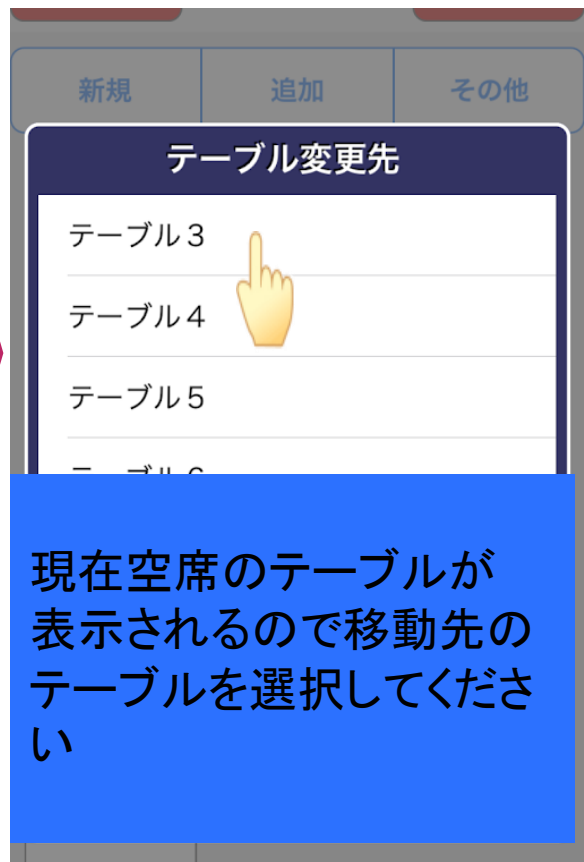 新規 追加 その他
テーブル変更先
テーブル3
テーブル4
テーブル5
現在空席のテーブルが
表示されるので移動先の
テーブルを選択してくださ
い